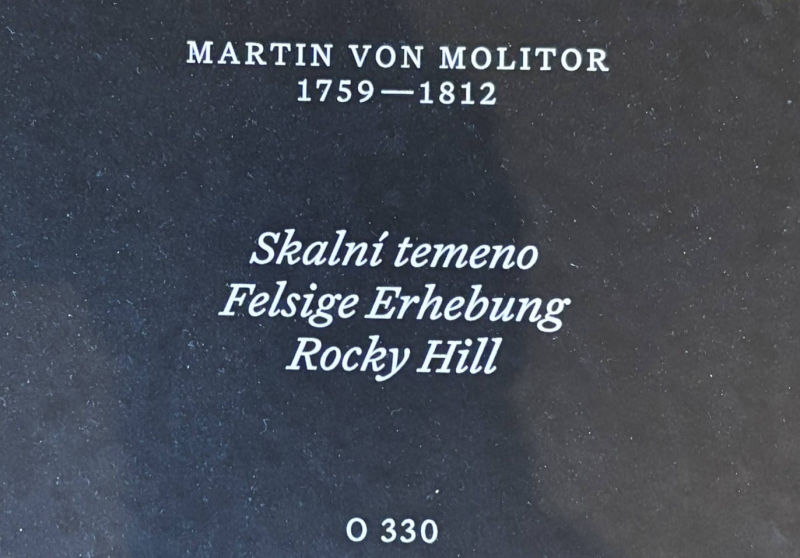 MARTIN VON MOLITOR
1759—1812
Skalní temeno
Felsige Erhebung
Rocky Hill
O 330